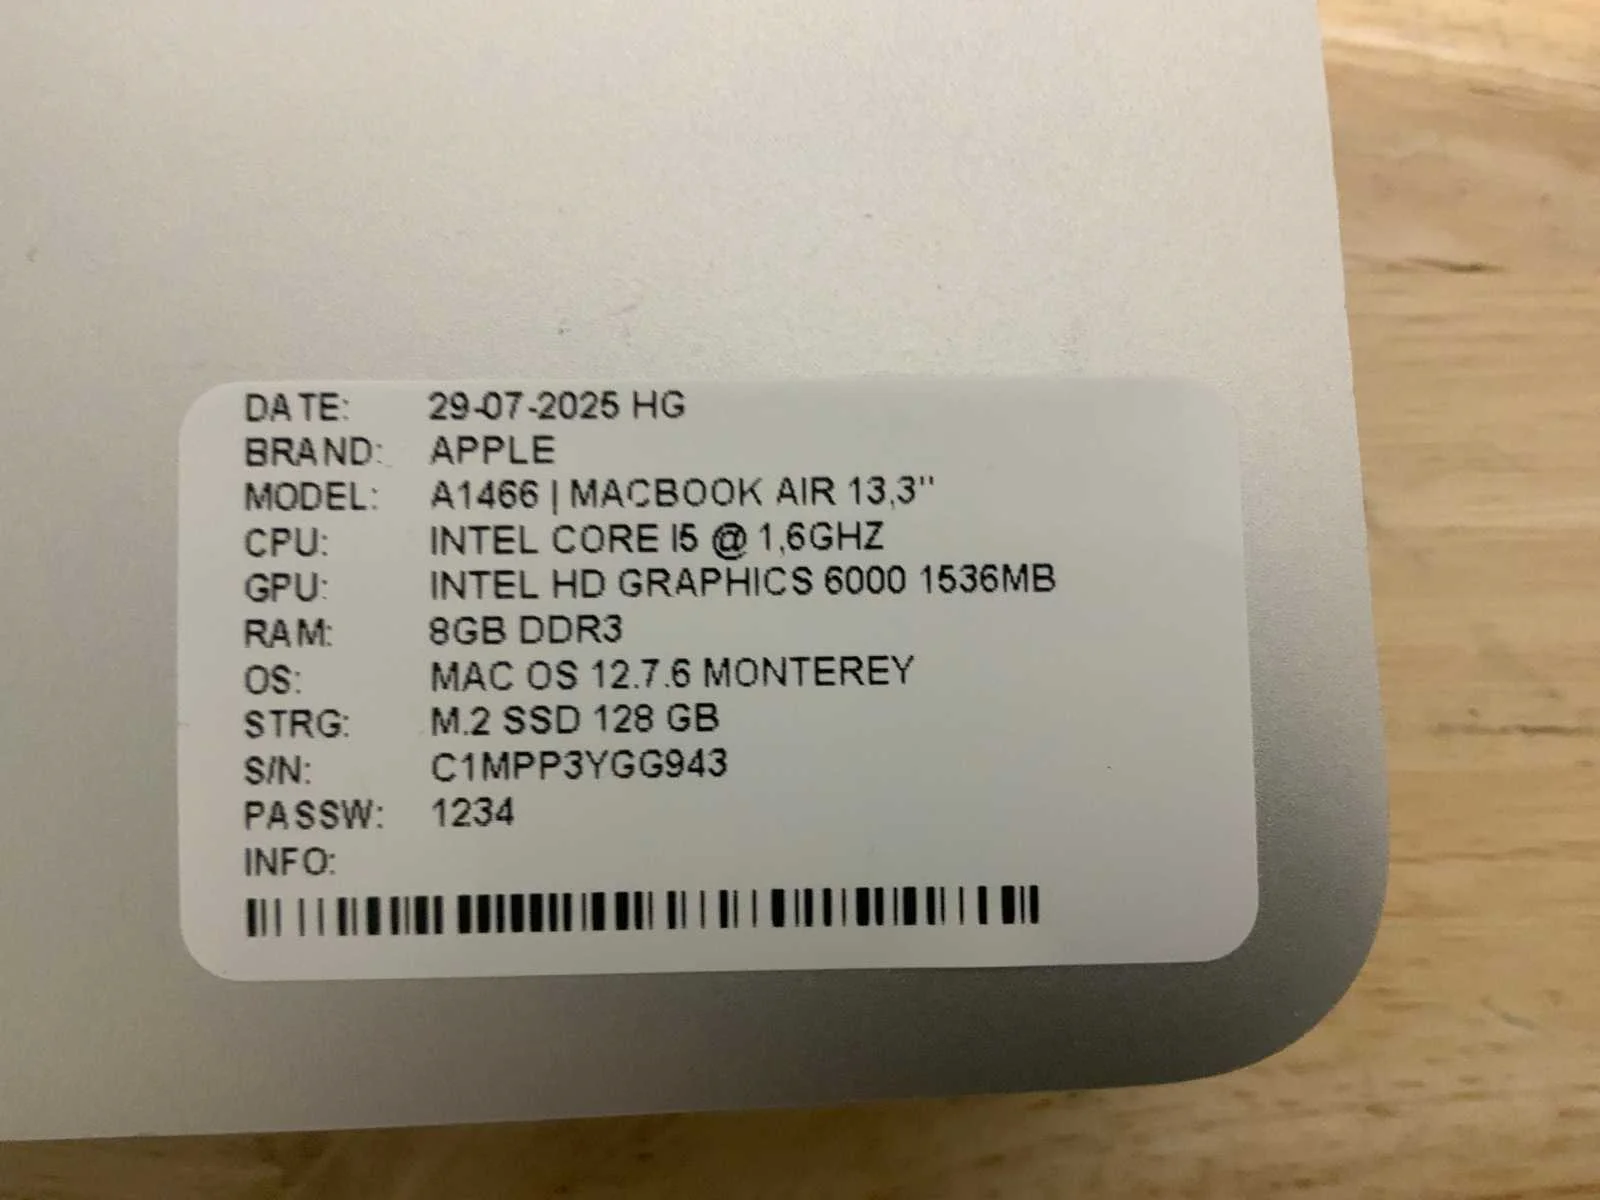 DATE: 29-07-2025 HG
BRAND: APPLE
MODEL: A1466 | MACBOOK AIR 13,3"
CPU: INTEL CORE I5 @ 1,6GHZ
GPU: INTEL HD GRAPHICS 6000 1536MB
RAM: 8GB DDR3
OS: MAC OS 12.7.6 MONTEREY
STRG: M.2 SSD 128 GB
S/N: C1MPP3YGG943
PASSW: 1234
INFO: